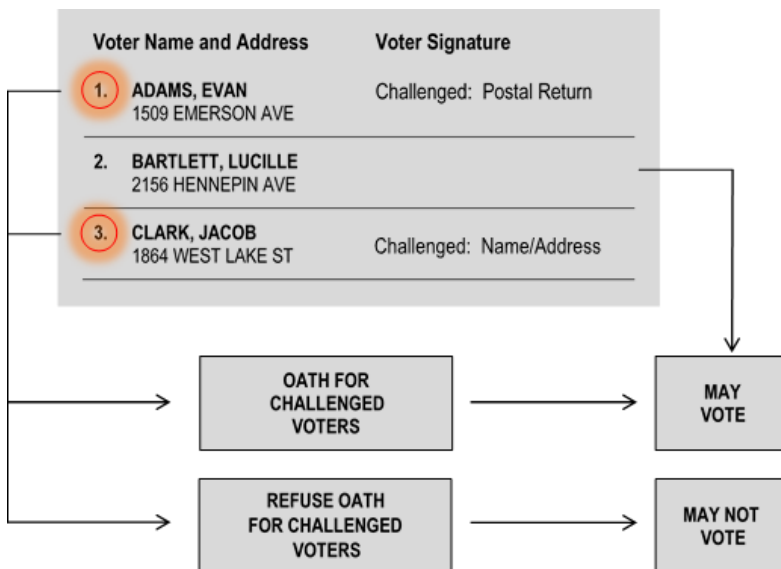 Voter Name and Address Voter Signature
1. ADAMS, EVAN Challenged: Postal Return
1509 EMERSON AVE
2. BARTLETT, LUCILLE
2156 HENNEPIN AVE
3. CLARK, JACOB
1864 WEST LAKE ST Challenged: Name/Address
OATH FOR
CHALLENGED
VOTERS
MAY
VOTE
REFUSE OATH
FOR CHALLENGED
VOTERS
MAY NOT
VOTE